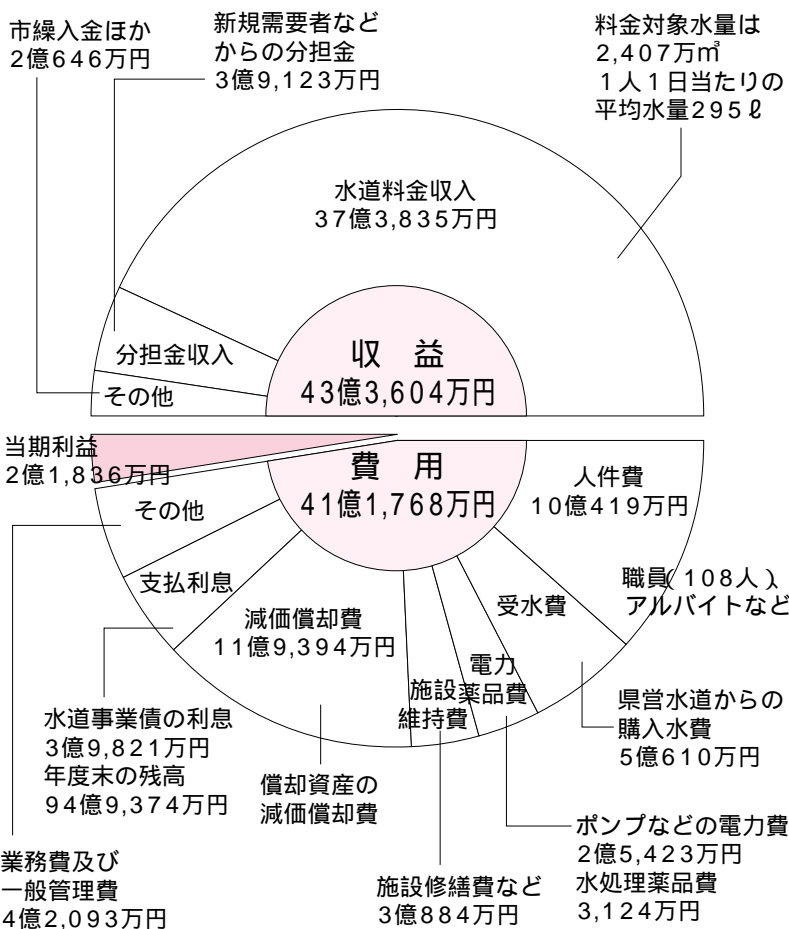 市繰入金ほか
2億646万円
新規需要者など
からの分担金
3億9,123万円
料金対象水量は
2,407万㎥
1人1日当たりの
平均水量295ℓ
水道料金収入
37億3,835万円
分担金収入
その他
収 益
43億3,604万円
当期利益
2億1,836万円
費 用
41億1,768万円
人件費
10億419万円
職員(108人)、
アルバイトなど
受水費
県営水道からの
購入水費
5億610万円
電力
薬品費
ポンプなどの電力費
2億5,423万円
水処理薬品費
3,124万円
施設
維持費
施設修繕費など
3億884万円
減価償却費
11億9,394万円
償却資産の
減価償却費
支払利息
水道事業債の利息
3億9,821万円
年度末の残高
94億9,374万円
その他
業務費及び
一般管理費
4億2,093万円